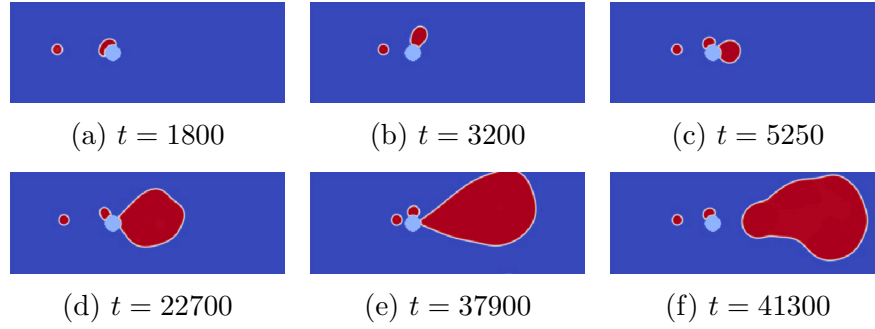 (a) t = 1800 (b) t = 3200 (c) t = 5250
(d) t = 22700 (e) t = 37900 (f) t = 41300